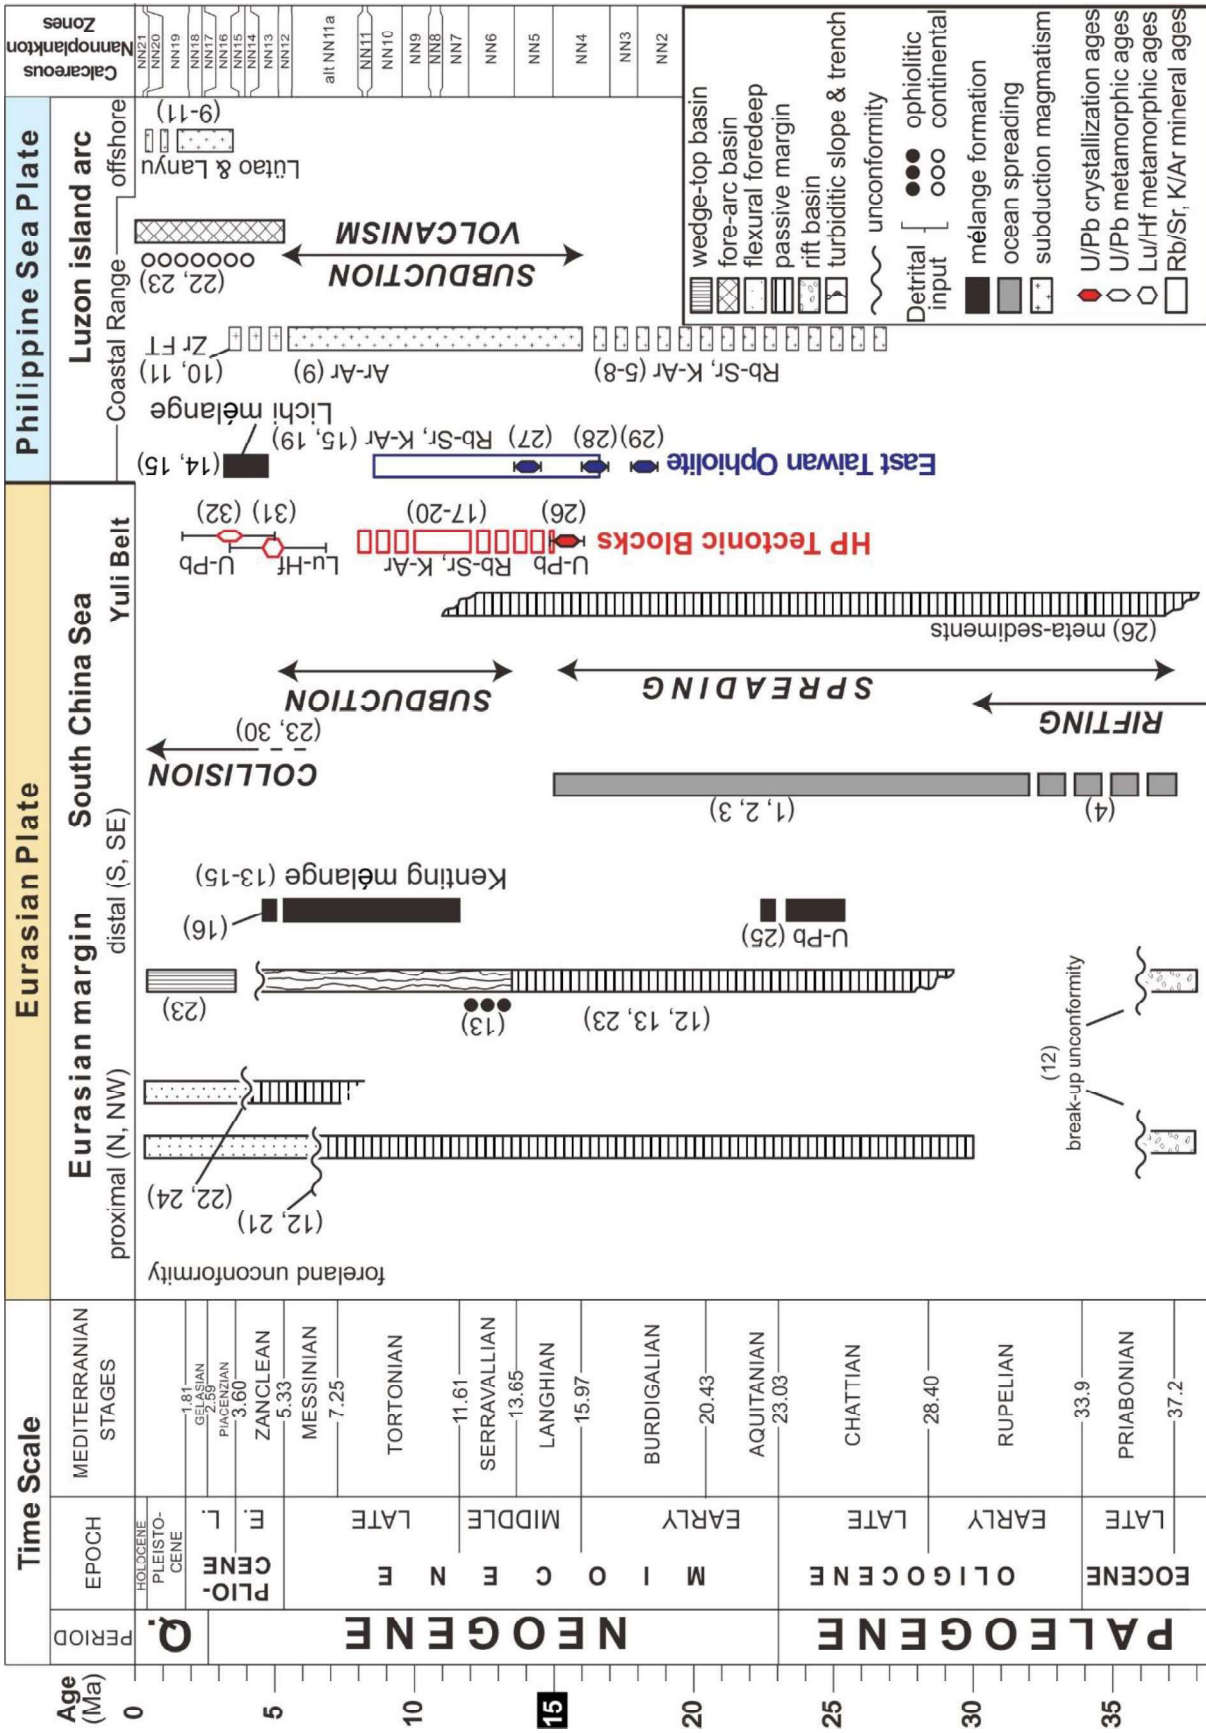 Time Scale
Eurasian Plate
Philippine Sea Plate
Calcareous
Nannoplankton
Zones
Age
(Ma)
PERIOD
EPOCH
MEDITERRANIAN
STAGES
Eurasian margin
proximal (N, NW)
distal (S, SE)
South China Sea
Yuli Belt
Luzon island arc
Coastal Range
offshore
0
5
10
15
20
25
30
35
Q.
NEOGENE
PALEOGENE
HOLOCENE
PLEISTO-
CENE
PLIO-
CENE
L.
E.
MIOCENE
LATE
MIDDLE
EARLY
OLIGOCENE
LATE
EARLY
EOCENE
LATE
1.81
GELASIAN
2.59
PIACENZIAN
3.60
ZANCLEAN
5.33
MESSINIAN
7.25
TORTONIAN
11.61
SERRAVALLIAN
13.65
LANGHIAN
15.97
BURDIGALIAN
20.43
AQUITANIAN
23.03
CHATTIAN
28.40
RUPELIAN
33.9
PRIABONIAN
37.2
foreland unconformity
(12, 21)
(22, 24)
break-up unconformity
(12)
(23)
(13)
(12, 13, 23)
(16)
Kenting mélange (13-15)
U-Pb (25)
(1, 2, 3)
(4)
COLLISION
(23, 30)
SUBDUCTION
SPREADING
RIFTING
(26) meta-sediments
U-Pb
(32)
(31)
Lu-Hf
Rb-Sr, K-Ar
(17-20)
U-Pb
(26)
HP Tectonic Blocks
(14, 15)
Lichi mélange
Rb-Sr, K-Ar (15, 19)
(27)
(28)
(29)
East Taiwan Ophiolite
Zr FT
(10, 11)
Ar-Ar (9)
Rb-Sr, K-Ar (5-8)
(22, 23)
SUBDUCTION
VOLCANISM
Lütao & Lanyu
(9-11)
NN21
NN20
NN19
NN18
NN17
NN16
NN15
NN14
NN13
NN12
alt NN11a
NN11
NN10
NN9
NN8
NN7
NN6
NN5
NN4
NN3
NN2
wedge-top basin
fore-arc basin
flexural foredeep
passive margin
rift basin
turbiditic slope & trench
unconformity
Detrital
input
ophiolitic
continental
mélange formation
ocean spreading
subduction magmatism
U/Pb crystallization ages
U/Pb metamorphic ages
Lu/Hf metamorphic ages
Rb/Sr, K/Ar mineral ages